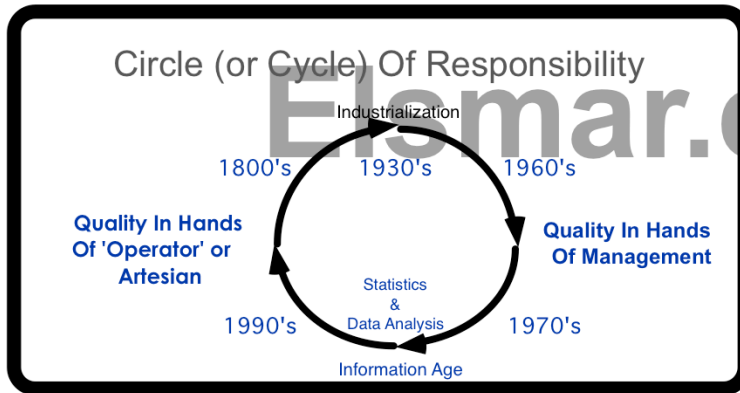 Circle (or Cycle) Of Responsibility
Elsmar.
Industrialization
1800's
1930's
1960's
Quality In Hands
Of 'Operator' or
Artesian
Quality In Hands
Of Management
Statistics
&
Data Analysis
1990's
1970's
Information Age